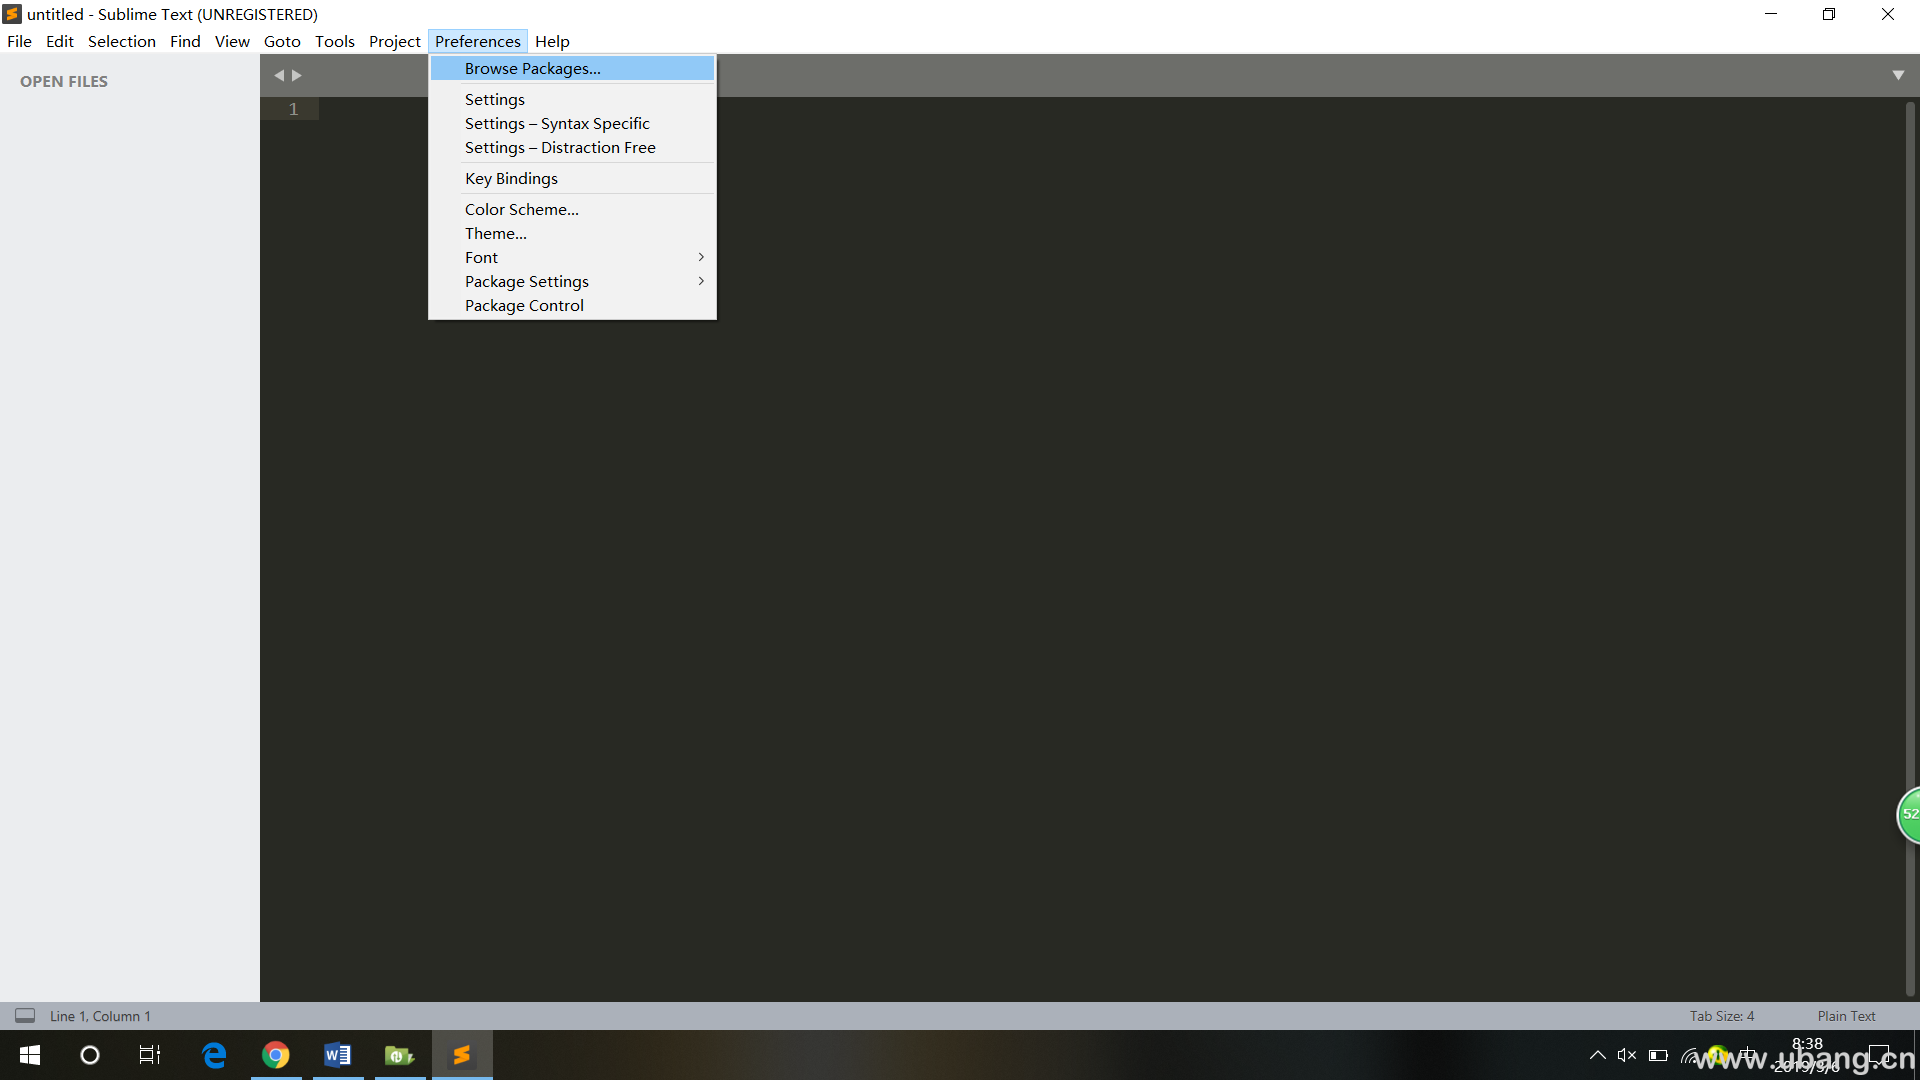 untitled - Sublime Text (UNREGISTERED)
File Edit Selection Find View Goto Tools Project Preferences Help
OPEN FILES
Browse Packages...
1
Settings
Settings – Syntax Specific
Settings – Distraction Free
Key Bindings
Color Scheme...
Theme...
Font
Package Settings
Package Control
52
Line 1, Column 1 Tab Size: 4 Plain Text
8:38
中
www.ubang.cn
2019/3/6